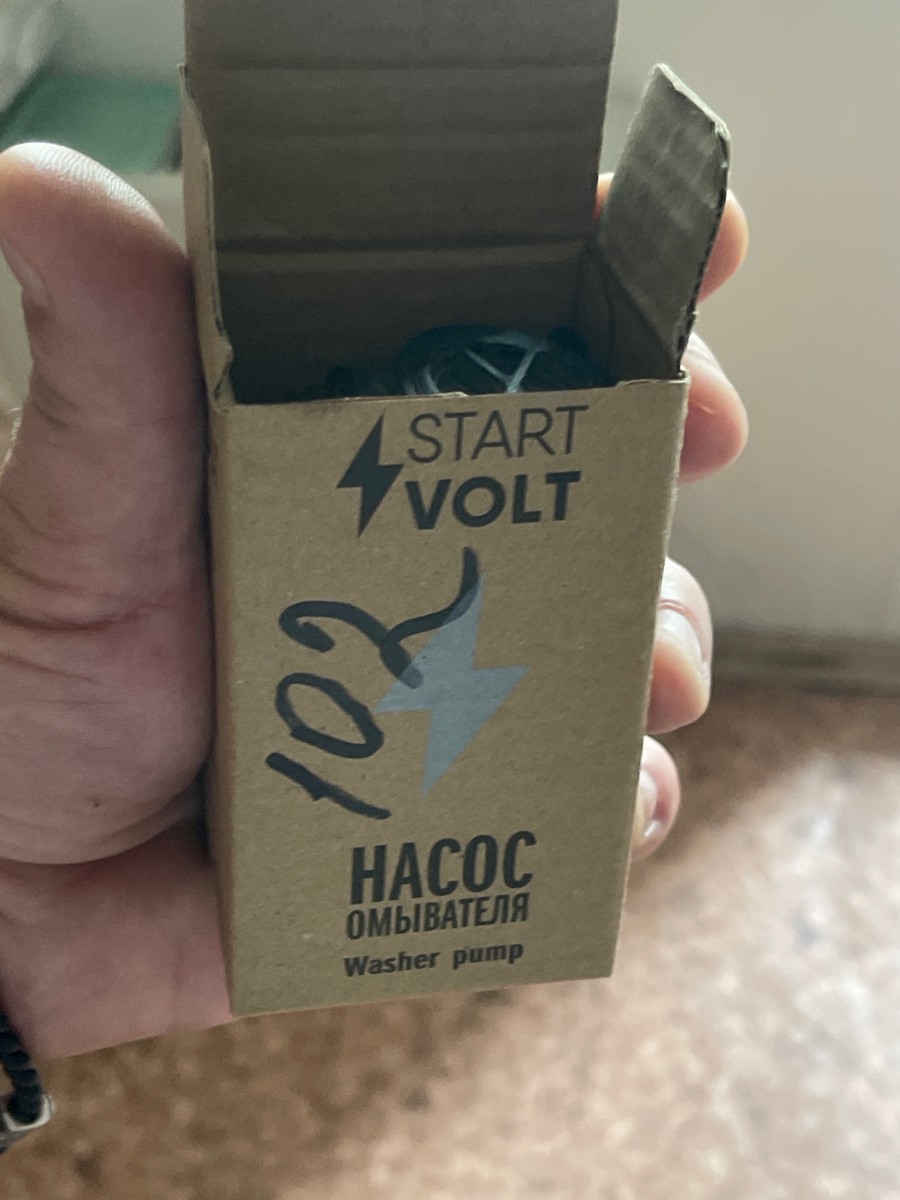 START
VOLT
102
НАСОС
ОМЫВАТЕЛЯ
Washer pump